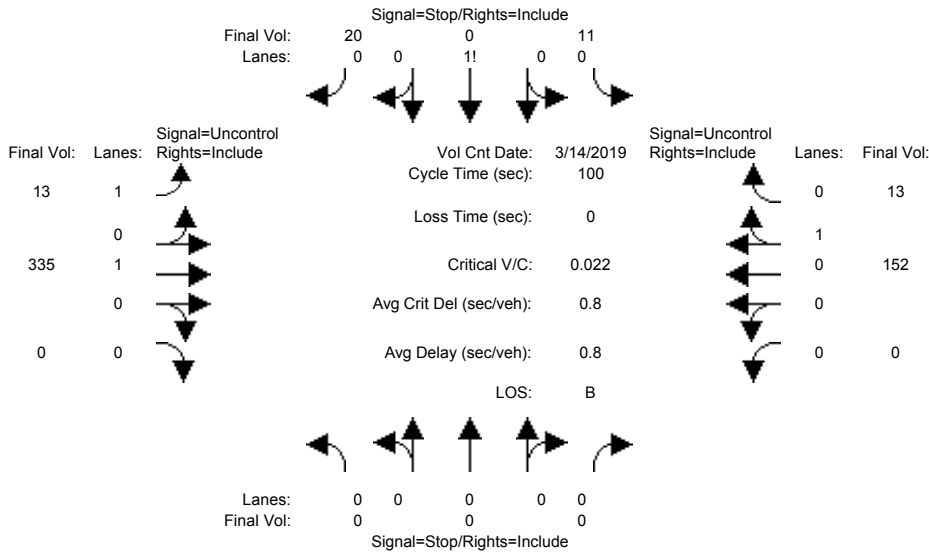 Signal=Stop/Rights=Include
Final Vol: 20 0 11
Lanes: 0 0 1! 0 0
Signal=Uncontrol
Final Vol: Lanes: Rights=Include
Vol Cnt Date: 3/14/2019
Signal=Uncontrol
Rights=Include Lanes: Final Vol:
Cycle Time (sec): 100
13 1
0 13
Loss Time (sec): 0
0
1
335 1
Critical V/C: 0.022
0 152
0
Avg Crit Del (sec/veh): 0.8
0
0 0
Avg Delay (sec/veh): 0.8
0 0
LOS: B
Lanes: 0 0 0 0 0
Final Vol: 0 0 0
Signal=Stop/Rights=Include